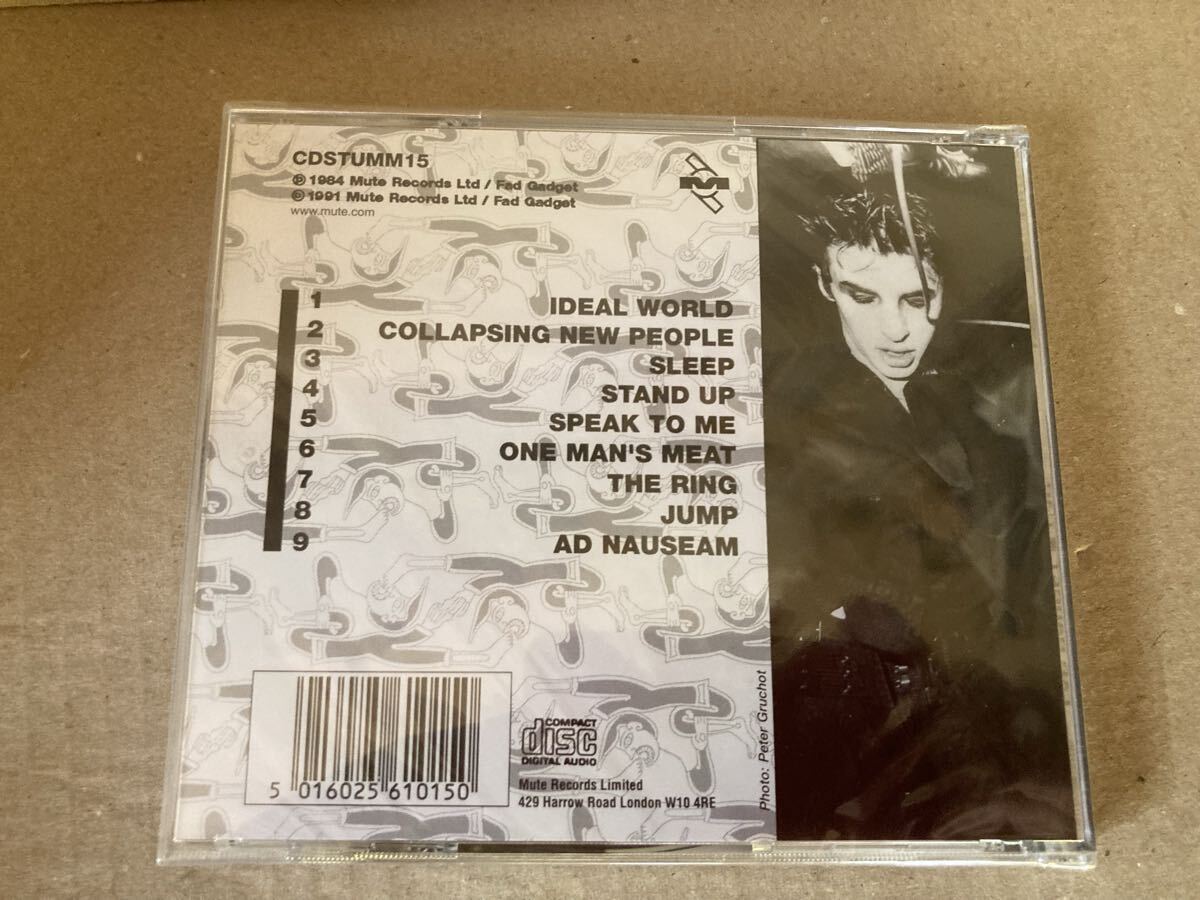 CDSTUMM15
℗ 1984 Mute Records Ltd / Fad Gadget
© 1991 Mute Records Ltd / Fad Gadget
www.mute.com
M
1 IDEAL WORLD
2 COLLAPSING NEW PEOPLE
3 SLEEP
4 STAND UP
5 SPEAK TO ME
6 ONE MAN'S MEAT
7 THE RING
8 JUMP
9 AD NAUSEAM
5 016025 610150
COMPACT
disc
DIGITAL AUDIO
Mute Records Limited
429 Harrow Road London W10 4RE
Photo: Peter Gruchot